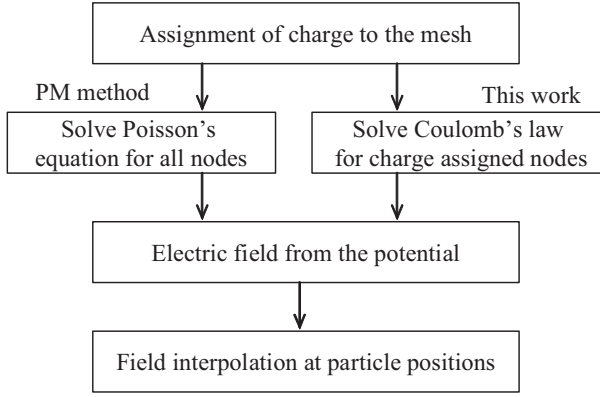 Assignment of charge to the mesh
PM method
This work
Solve Poisson's
equation for all nodes
Solve Coulomb's law
for charge assigned nodes
Electric field from the potential
Field interpolation at particle positions